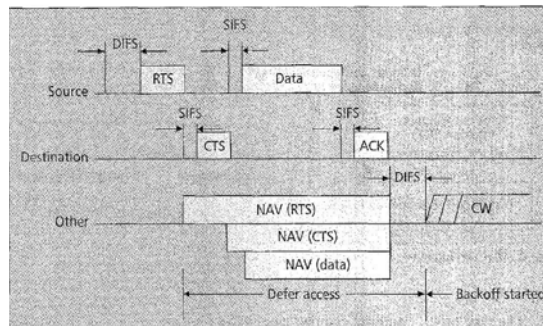 SIFS
DIFS
RTS
Data
Source
SIFS
SIFS
CTS
ACK
Destination
DIFS
NAV (RTS)
CW
Other
NAV (CTS)
NAV (data)
Defer access
Backoff started